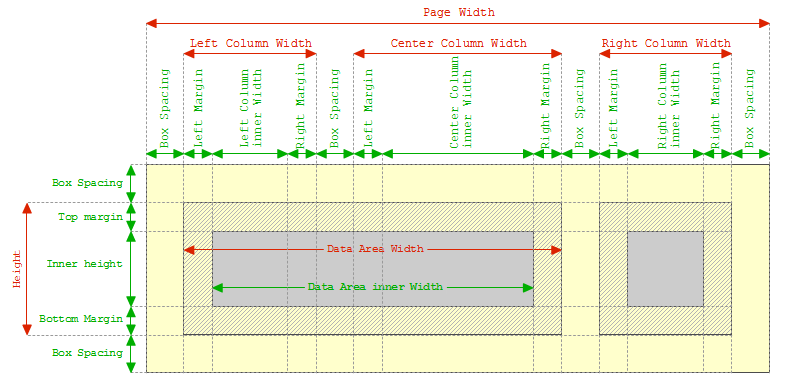 Page Width
Left Column Width
Center Column Width
Right Column Width
Box Spacing
Left Margin
Left Column
inner Width
Right Margin
Box Spacing
Left Margin
Center Column
inner Width
Right Margin
Box Spacing
Left Margin
Right Column
inner Width
Right Margin
Box Spacing
Box Spacing
Top margin
Height
Inner height
Data Area Width
Data Area inner Width
Bottom Margin
Box Spacing